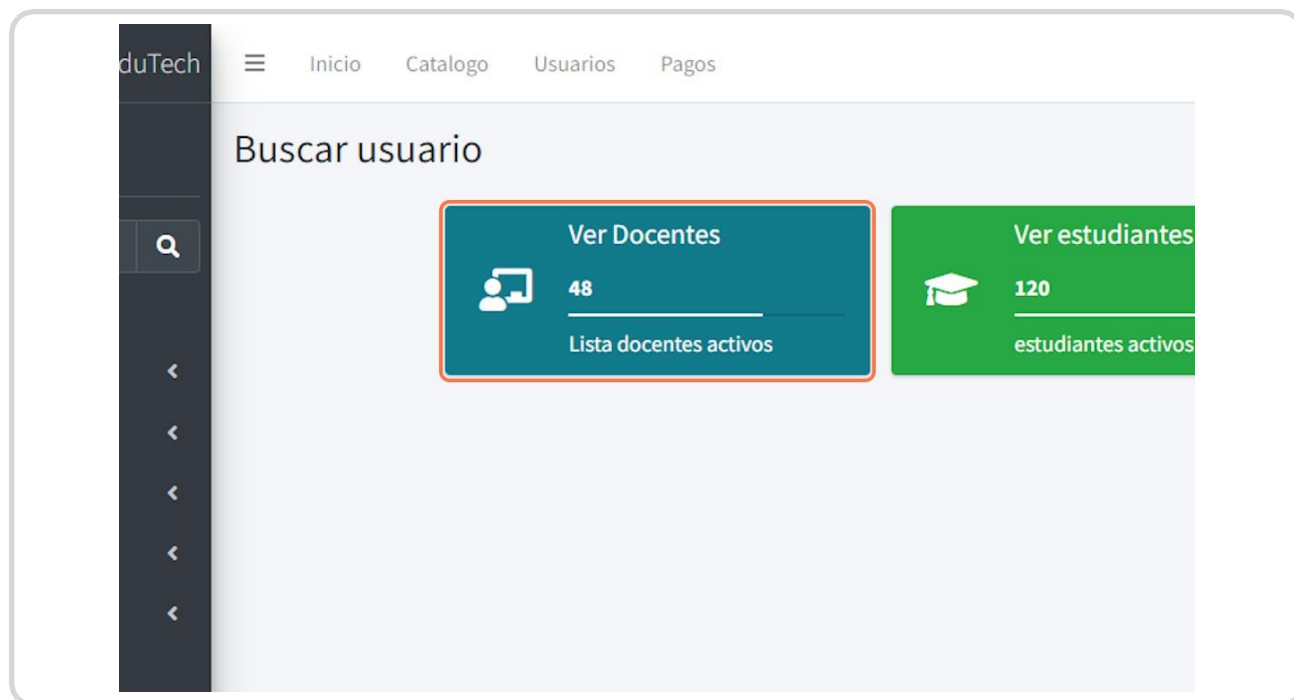 duTech
Inicio Catalogo Usuarios Pagos
Buscar usuario
Ver Docentes
48
Lista docentes activos
Ver estudiantes
120
estudiantes activos